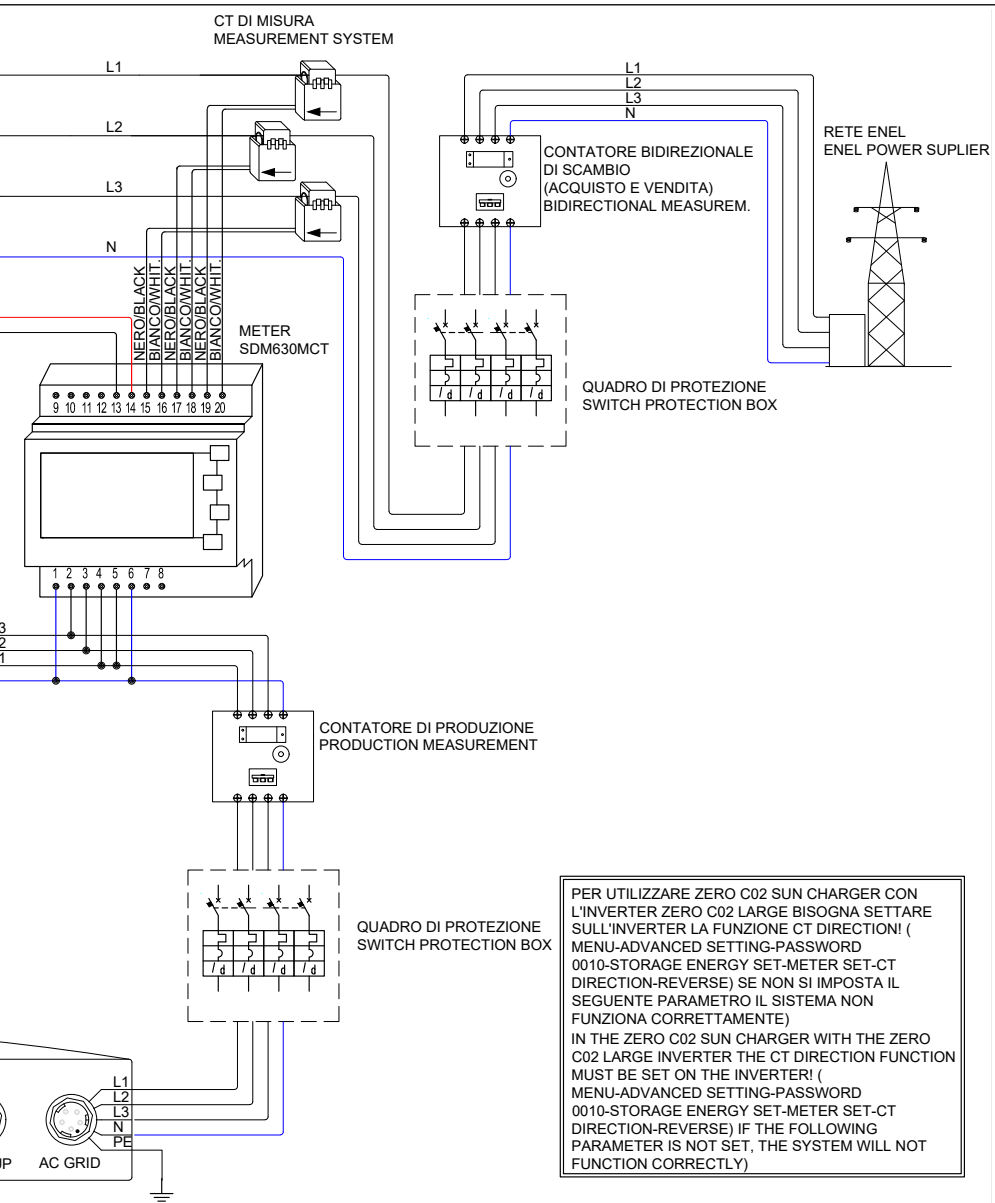 CT DI MISURA
MEASUREMENT SYSTEM
L1
L2
L3
N
L1
L2
L3
N
CONTATORE BIDIREZIONALE
DI SCAMBIO
(ACQUISTO E VENDITA)
BIDIRECTIONAL MEASUREM.
RETE ENEL
ENEL POWER SUPLIER
NERO/BLACK
BIANCO/WHIT.
NERO/BLACK
BIANCO/WHIT.
NERO/BLACK
BIANCO/WHIT.
METER
SDM630MCT
9 10 11 12 13 14 15 16 17 18 19 20
I d I d I d I d
QUADRO DI PROTEZIONE
SWITCH PROTECTION BOX
1 2 3 4 5 6 7 8
3
2
1
CONTATORE DI PRODUZIONE
PRODUCTION MEASUREMENT
I d I d I d I d
QUADRO DI PROTEZIONE
SWITCH PROTECTION BOX
PER UTILIZZARE ZERO C02 SUN CHARGER CON
L'INVERTER ZERO C02 LARGE BISOGNA SETTARE
SULL'INVERTER LA FUNZIONE CT DIRECTION! (
MENU-ADVANCED SETTING-PASSWORD
0010-STORAGE ENERGY SET-METER SET-CT
DIRECTION-REVERSE) SE NON SI IMPOSTA IL
SEGUENTE PARAMETRO IL SISTEMA NON
FUNZIONA CORRETTAMENTE)
IN THE ZERO C02 SUN CHARGER WITH THE ZERO
C02 LARGE INVERTER THE CT DIRECTION FUNCTION
MUST BE SET ON THE INVERTER! (
MENU-ADVANCED SETTING-PASSWORD
0010-STORAGE ENERGY SET-METER SET-CT
DIRECTION-REVERSE) IF THE FOLLOWING
PARAMETER IS NOT SET, THE SYSTEM WILL NOT
FUNCTION CORRECTLY)
L1
L2
L3
N
PE
UP
AC GRID